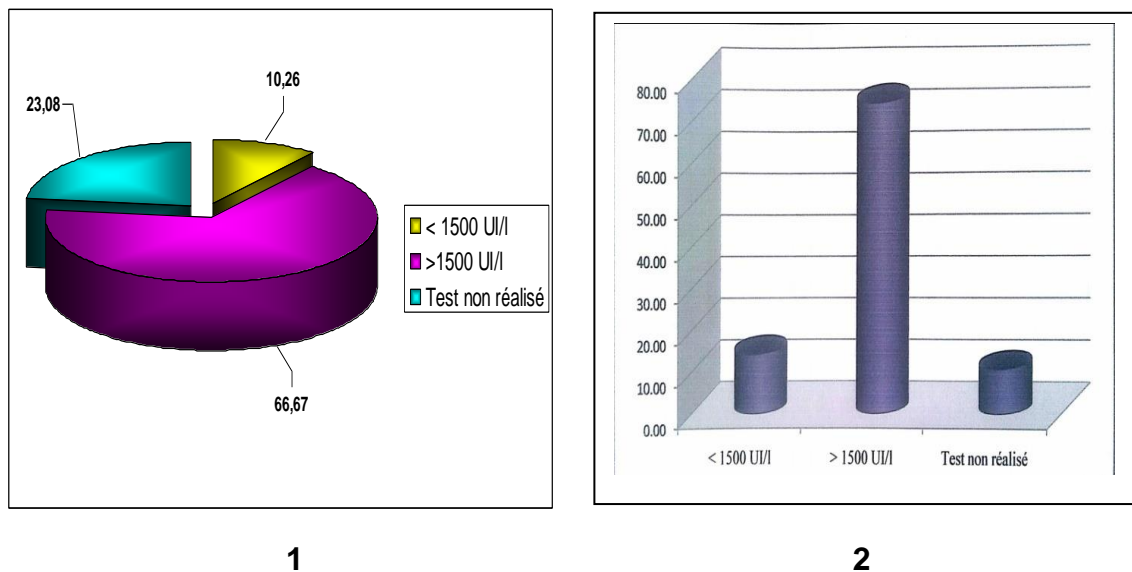 10,26
23,08
66,67
< 1500 UI/l
>1500 UI/l
Test non réalisé
80.00
70.00
60.00
50.00
40.00
30.00
20.00
10.00
0.00
< 1500 UI/l
> 1500 UI/l
Test non réalisé
1
2